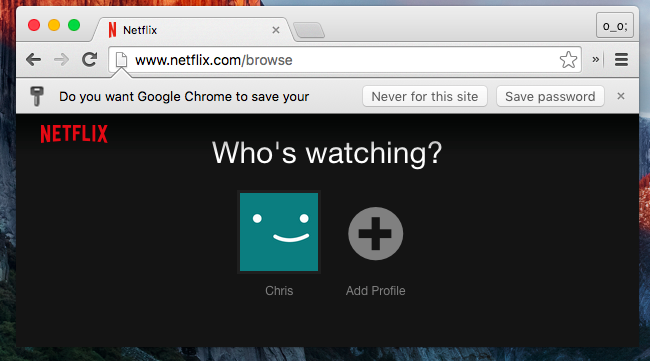 Netflix
o_o;
www.netflix.com/browse
»
Do you want Google Chrome to save your
Never for this site
Save password
×
NETFLIX
Who's watching?
Chris
Add Profile